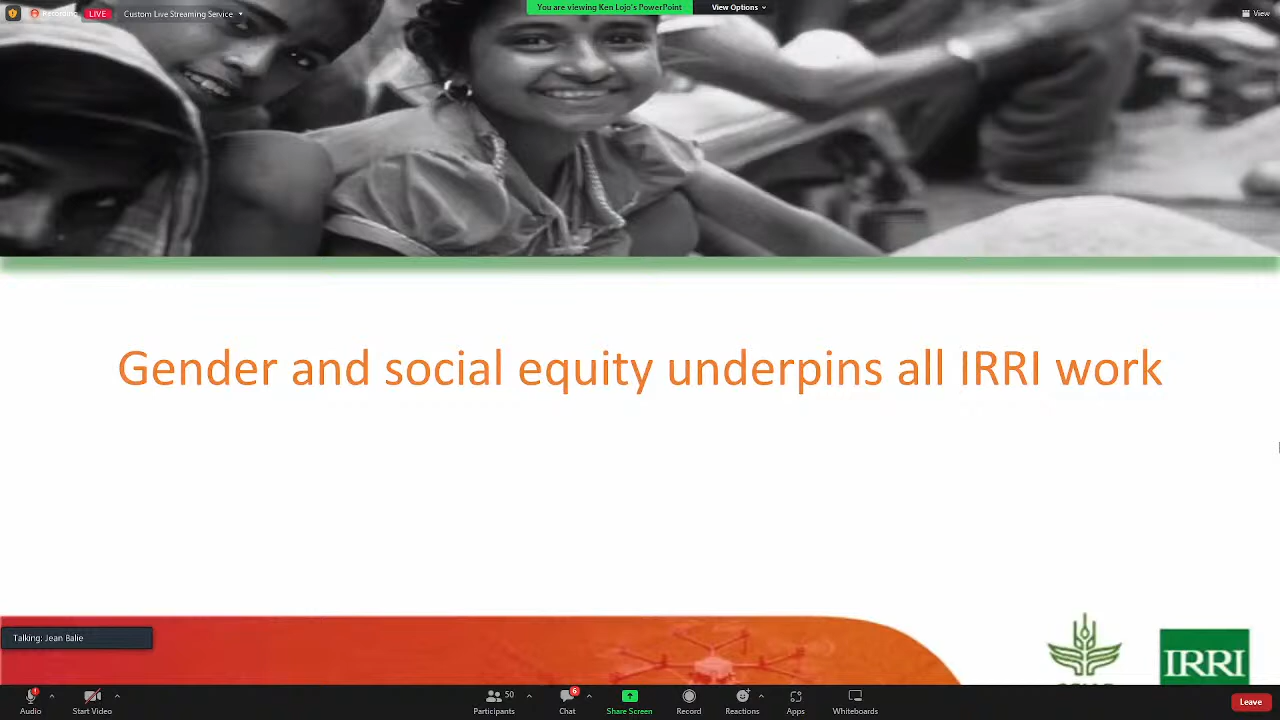 Recording
LIVE
Custom Live Streaming Service
You are viewing Ken Lojo's PowerPoint
View Options
View
Gender and social equity underpins all IRRI work
Talking: Jean Balie
IRRI
Audio
Start Video
50
Participants
6
Chat
Share Screen
Record
Reactions
Apps
Whiteboards
Leave